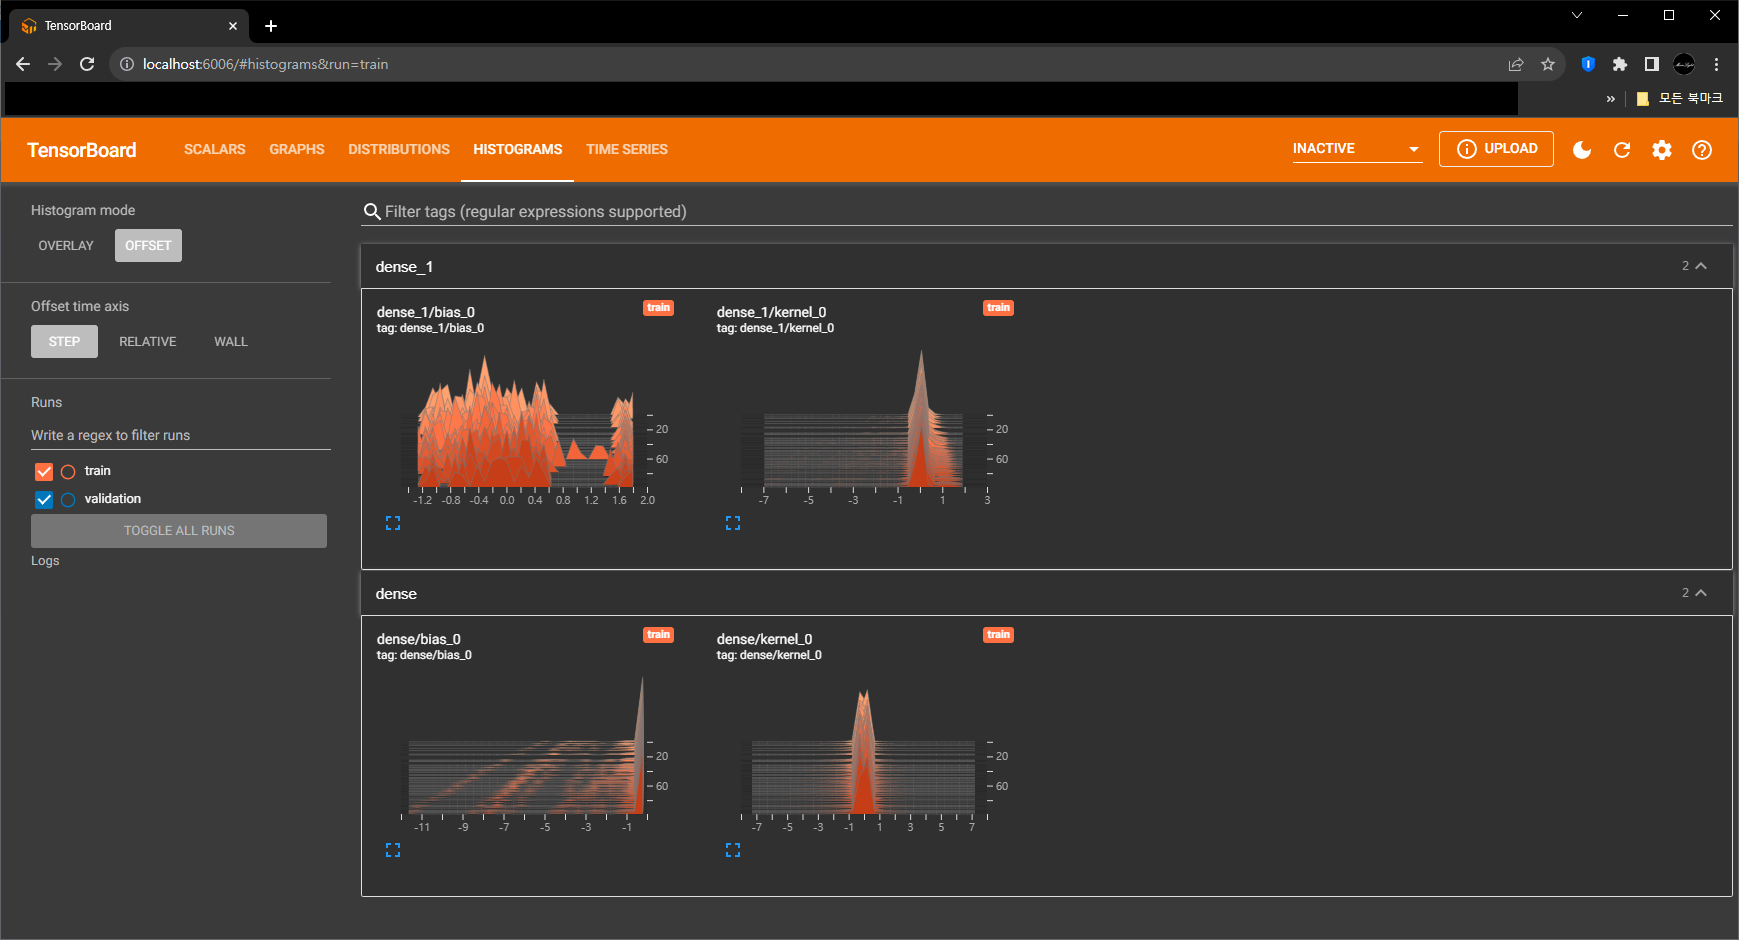 TensorBoard
localhost:6006/#histograms&run=train
» 모든 북마크
TensorBoard SCALARS GRAPHS DISTRIBUTIONS HISTOGRAMS TIME SERIES INACTIVE UPLOAD
Histogram mode
OVERLAY OFFSET
Offset time axis
STEP RELATIVE WALL
Runs
Write a regex to filter runs
train
validation
TOGGLE ALL RUNS
Logs
Filter tags (regular expressions supported)
dense_1 2
dense_1/bias_0 train
tag: dense_1/bias_0
20
60
-1.2 -0.8 -0.4 0.0 0.4 0.8 1.2 1.6 2.0
dense_1/kernel_0 train
tag: dense_1/kernel_0
20
60
-7 -5 -3 -1 1 3
dense 2
dense/bias_0 train
tag: dense/bias_0
20
60
-11 -9 -7 -5 -3 -1
dense/kernel_0 train
tag: dense/kernel_0
20
60
-7 -5 -3 -1 1 3 5 7